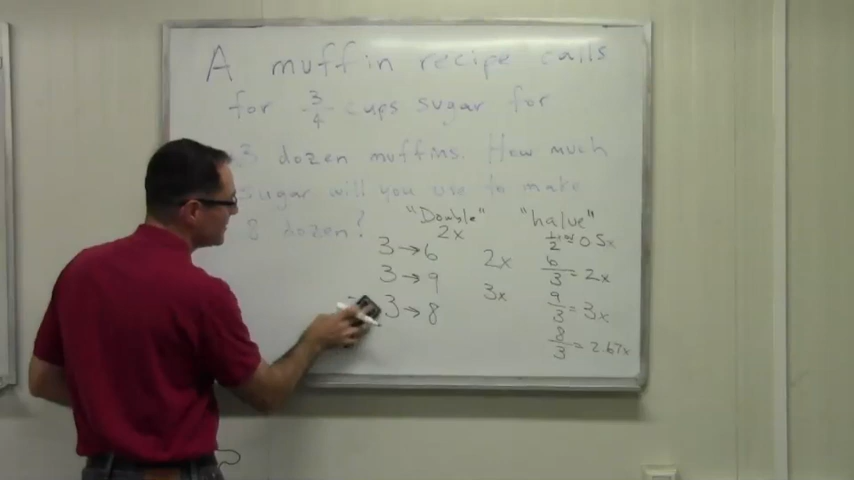 A muffin recipe calls
for 3/4 cups sugar for
3 dozen muffins. How much
sugar will you use to make
8 dozen?
"Double"
2x
3→6
3→9
3→8
2x
3x
"halve"
1/2 = 0.5x
6/3 = 2x
9/3 = 3x
8/3 = 2.67x